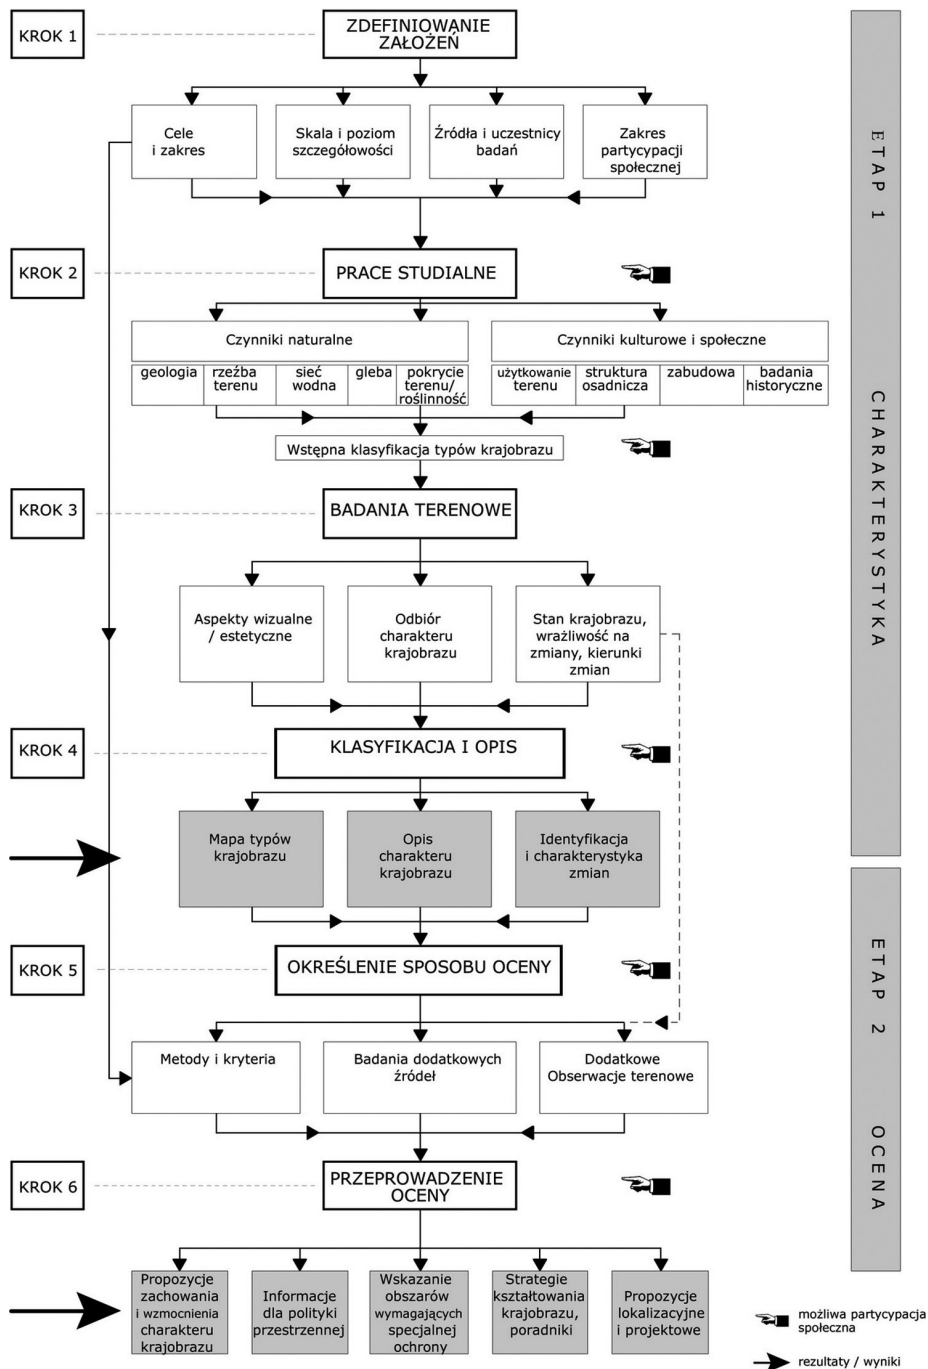 KROK 1
ZDEFINIOWANIE
ZAŁOŻEŃ
Cele
i zakres
Skala i poziom
szczegółowości
Źródła i uczestnicy
badań
Zakres
partycypacji
społecznej
KROK 2
PRACE STUDIALNE
Czynniki naturalne
geologia
rzeźba
terenu
sieć
wodna
gleba
pokrycie
terenu/
roślinność
Czynniki kulturowe i społeczne
użytkowanie
terenu
struktura
osadnicza
zabudowa
badania
historyczne
Wstępna klasyfikacja typów krajobrazu
KROK 3
BADANIA TERENOWE
Aspekty wizualne
/ estetyczne
Odbiór
charakteru
krajobrazu
Stan krajobrazu,
wrażliwość na
zmiany, kierunki
zmian
KROK 4
KLASYFIKACJA I OPIS
Mapa typów
krajobrazu
Opis
charakteru
krajobrazu
Identyfikacja
i charakterystyka
zmian
ETAP 1 CHARAKTERYSTYKA
KROK 5
OKREŚLENIE SPOSOBU OCENY
Metody i kryteria
Badania dodatkowych
źródeł
Dodatkowe
Obserwacje terenowe
KROK 6
PRZEPROWADZENIE
OCENY
Propozycje
zachowania
i wzmocnienia
charakteru
krajobrazu
Informacje
dla polityki
przestrzennej
Wskazanie
obszarów
wymagających
specjalnej
ochrony
Strategie
kształtowania
krajobrazu,
poradniki
Propozycje
lokalizacyjne
i projektowe
ETAP 2 OCENA
możliwa partycypacja
społeczna
rezultaty / wyniki